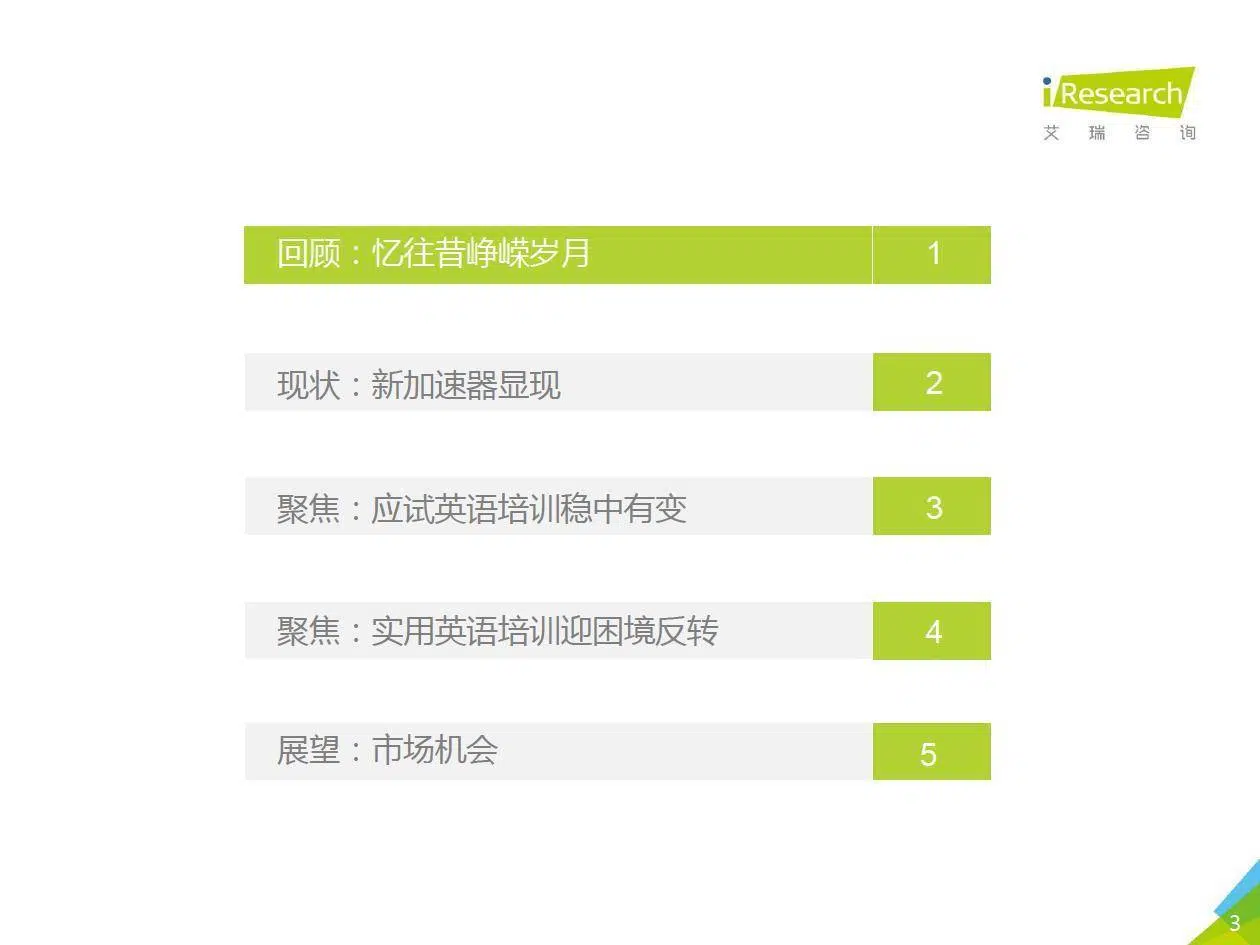 iResearch
艾瑞咨询
回顾：忆往昔峥嵘岁月 1
现状：新加速器显现 2
聚焦：应试英语培训稳中有变 3
聚焦：实用英语培训迎困境反转 4
展望：市场机会 5
3